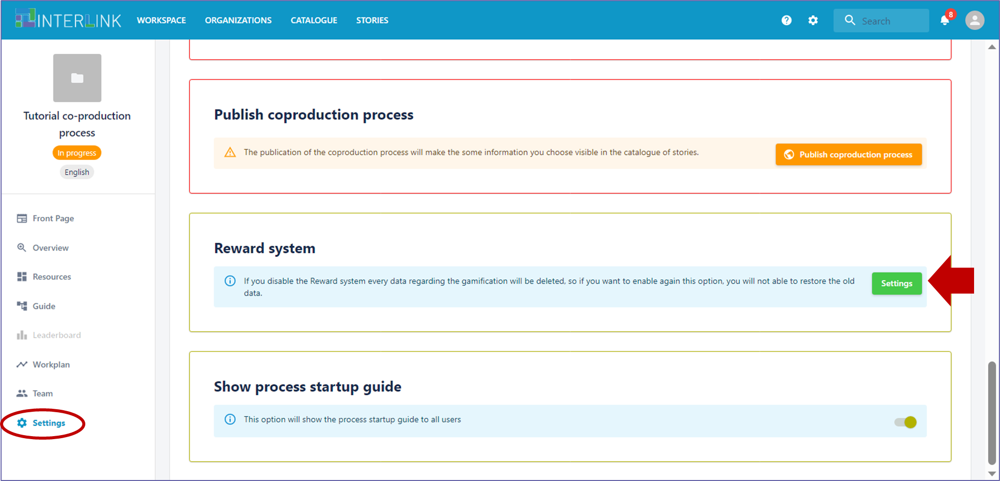 INTERLINK WORKSPACE ORGANIZATIONS CATALOGUE STORIES Search 8
Tutorial co-production
process
In progress
English
Front Page
Overview
Resources
Guide
Leaderboard
Workplan
Team
Settings
Publish coproduction process
The publication of the coproduction process will make the some information you choose visible in the catalogue of stories.
Publish coproduction process
Reward system
If you disable the Reward system every data regarding the gamification will be deleted, so if you want to enable again this option, you will not able to restore the old
data.
Settings
Show process startup guide
This option will show the process startup guide to all users